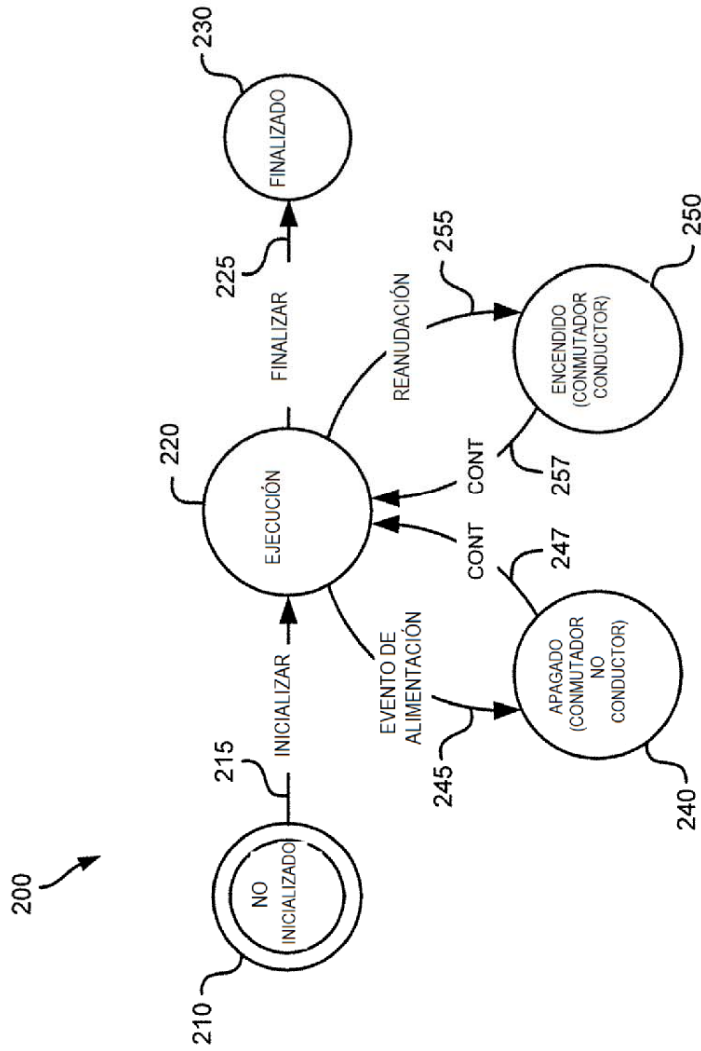 200
210
NO
INICIALIZADO
215
INICIALIZAR
220
EJECUCIÓN
FINALIZAR
225
230
FINALIZADO
EVENTO DE
ALIMENTACIÓN
245
CONT
247
CONT
257
REANUDACIÓN
255
240
APAGADO
(CONMUTADOR
NO
CONDUCTOR)
250
ENCENDIDO
(CONMUTADOR
CONDUCTOR)